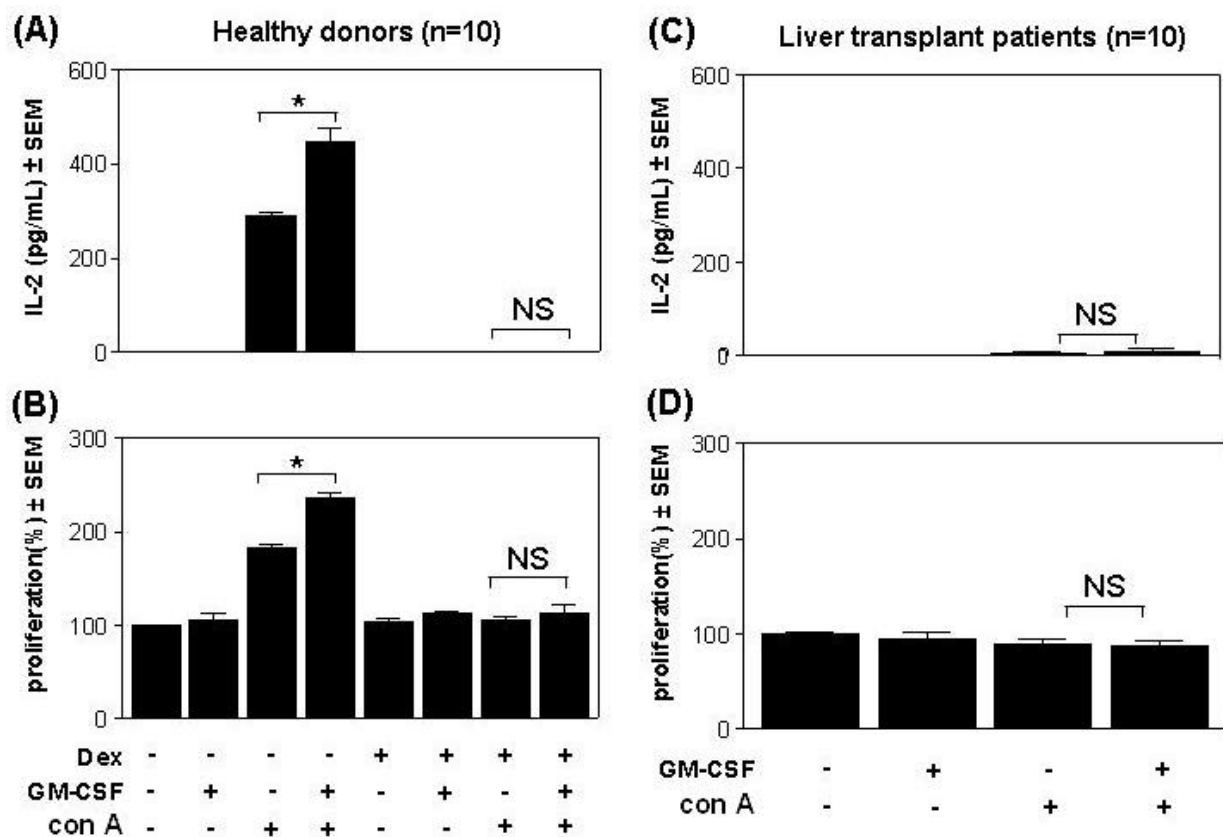 (A) Healthy donors (n=10)
IL-2 (pg/mL) ± SEM
600
400
200
0
*
NS
(B)
proliferation(%) ± SEM
300
200
100
0
*
NS
Dex - - - - + + + +
GM-CSF - + - + - + - +
con A - - + + - - + +
(C) Liver transplant patients (n=10)
IL-2 (pg/mL) ± SEM
600
400
200
0
NS
(D)
proliferation(%) ± SEM
300
200
100
0
NS
GM-CSF - + - +
con A - - + +